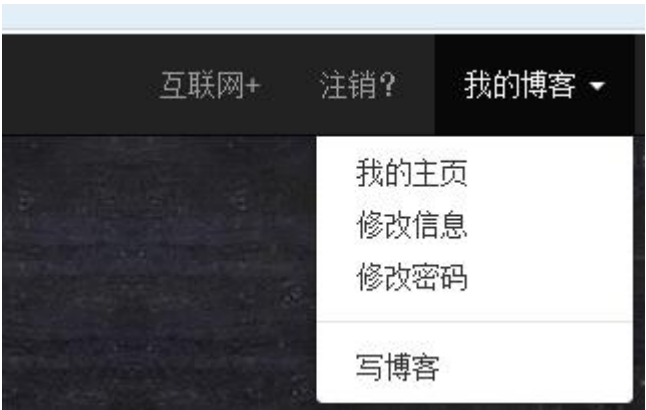 互联网+ 注销? 我的博客
我的主页
修改信息
修改密码
写博客